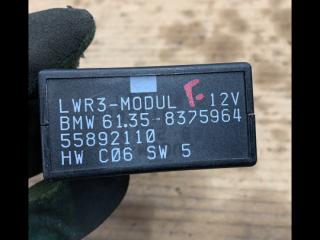 LWR3-MODUL F 12V
BMW 61.35-8375964
55892110
HW C06 SW 5